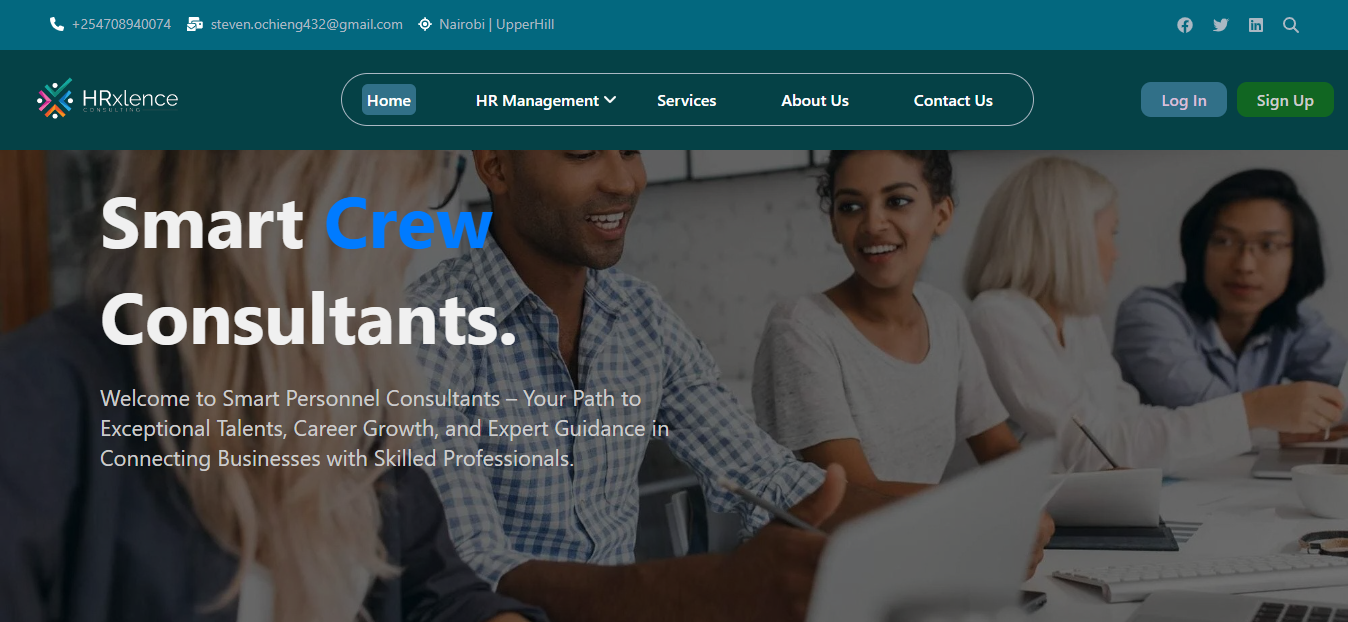 +254708940074 steven.ochieng432@gmail.com Nairobi | UpperHill
HRxlence
CONSULTING
Home HR Management Services About Us Contact Us
Log In Sign Up
Smart Crew
Consultants.
Welcome to Smart Personnel Consultants – Your Path to
Exceptional Talents, Career Growth, and Expert Guidance in
Connecting Businesses with Skilled Professionals.